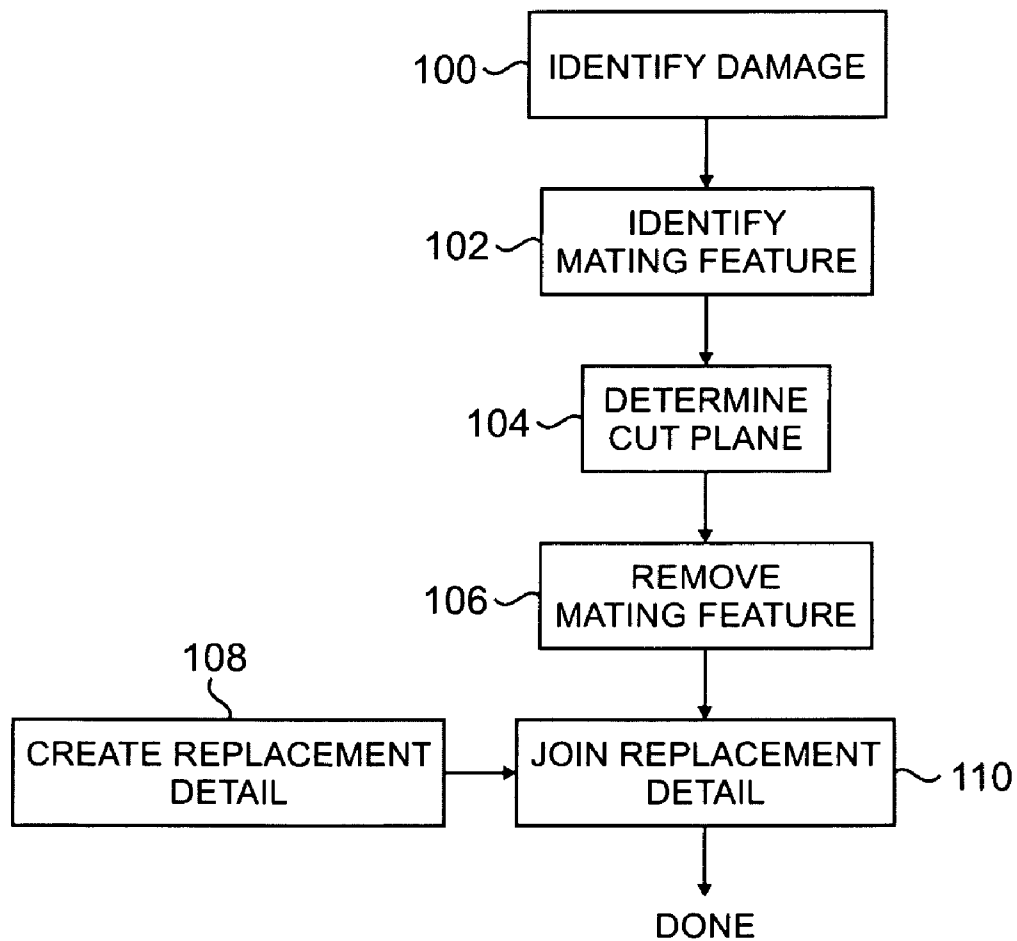 100
IDENTIFY DAMAGE
102
IDENTIFY
MATING FEATURE
104
DETERMINE
CUT PLANE
106
REMOVE
MATING FEATURE
108
CREATE REPLACEMENT
DETAIL
JOIN REPLACEMENT
DETAIL
110
DONE